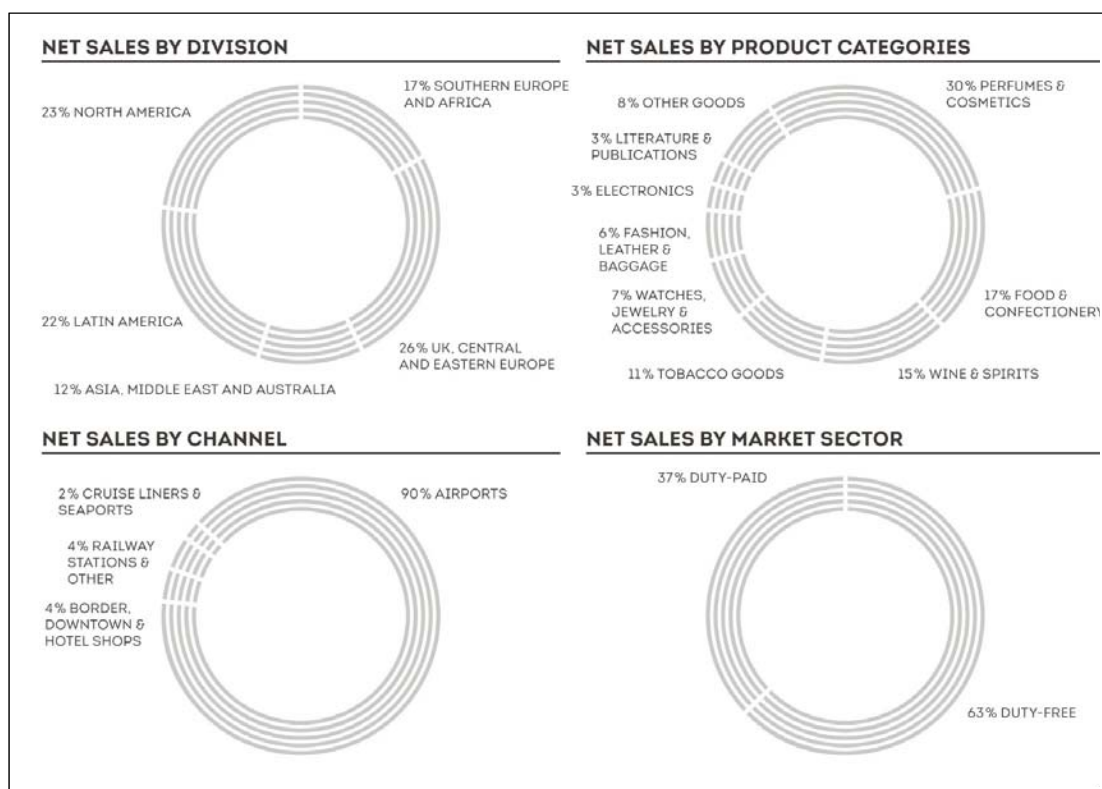 NET SALES BY DIVISION
17% SOUTHERN EUROPE
AND AFRICA
23% NORTH AMERICA
22% LATIN AMERICA
26% UK, CENTRAL
AND EASTERN EUROPE
12% ASIA, MIDDLE EAST AND AUSTRALIA
NET SALES BY PRODUCT CATEGORIES
30% PERFUMES &
COSMETICS
8% OTHER GOODS
3% LITERATURE &
PUBLICATIONS
3% ELECTRONICS
6% FASHION,
LEATHER &
BAGGAGE
7% WATCHES,
JEWELRY &
ACCESSORIES
17% FOOD &
CONFECTIONERY
11% TOBACCO GOODS
15% WINE & SPIRITS
NET SALES BY CHANNEL
2% CRUISE LINERS &
SEAPORTS
90% AIRPORTS
4% RAILWAY
STATIONS &
OTHER
4% BORDER,
DOWNTOWN &
HOTEL SHOPS
NET SALES BY MARKET SECTOR
37% DUTY-PAID
63% DUTY-FREE